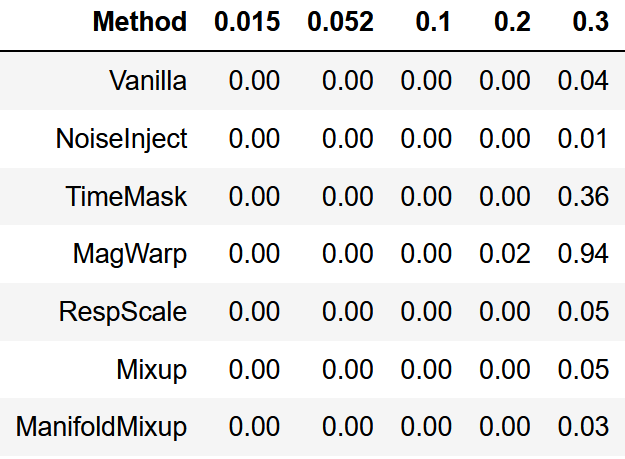 Method 0.015 0.052 0.1 0.2 0.3
Vanilla 0.00 0.00 0.00 0.00 0.04
NoiseInject 0.00 0.00 0.00 0.00 0.01
TimeMask 0.00 0.00 0.00 0.00 0.36
MagWarp 0.00 0.00 0.00 0.02 0.94
RespScale 0.00 0.00 0.00 0.00 0.05
Mixup 0.00 0.00 0.00 0.00 0.05
ManifoldMixup 0.00 0.00 0.00 0.00 0.03